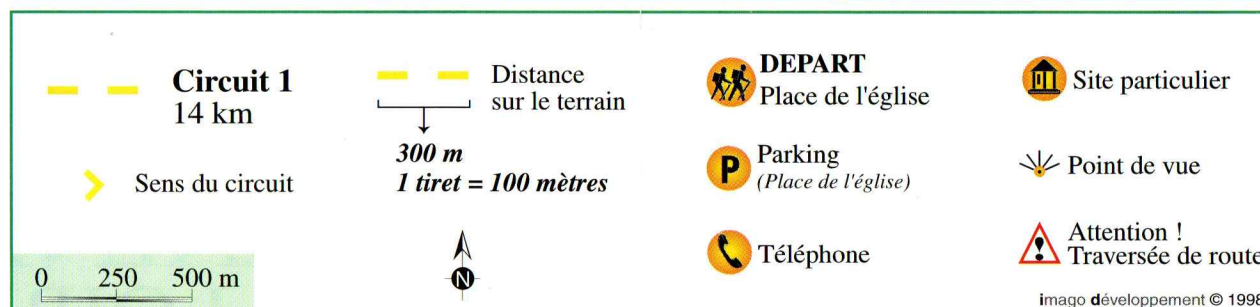 Circuit 1
14 km
Sens du circuit
0 250 500 m
Distance
sur le terrain
300 m
1 tiret = 100 mètres
N
DEPART
Place de l'église
P
Parking
(Place de l'église)
Téléphone
Site particulier
Point de vue
Attention !
Traversée de route
imago développement ©